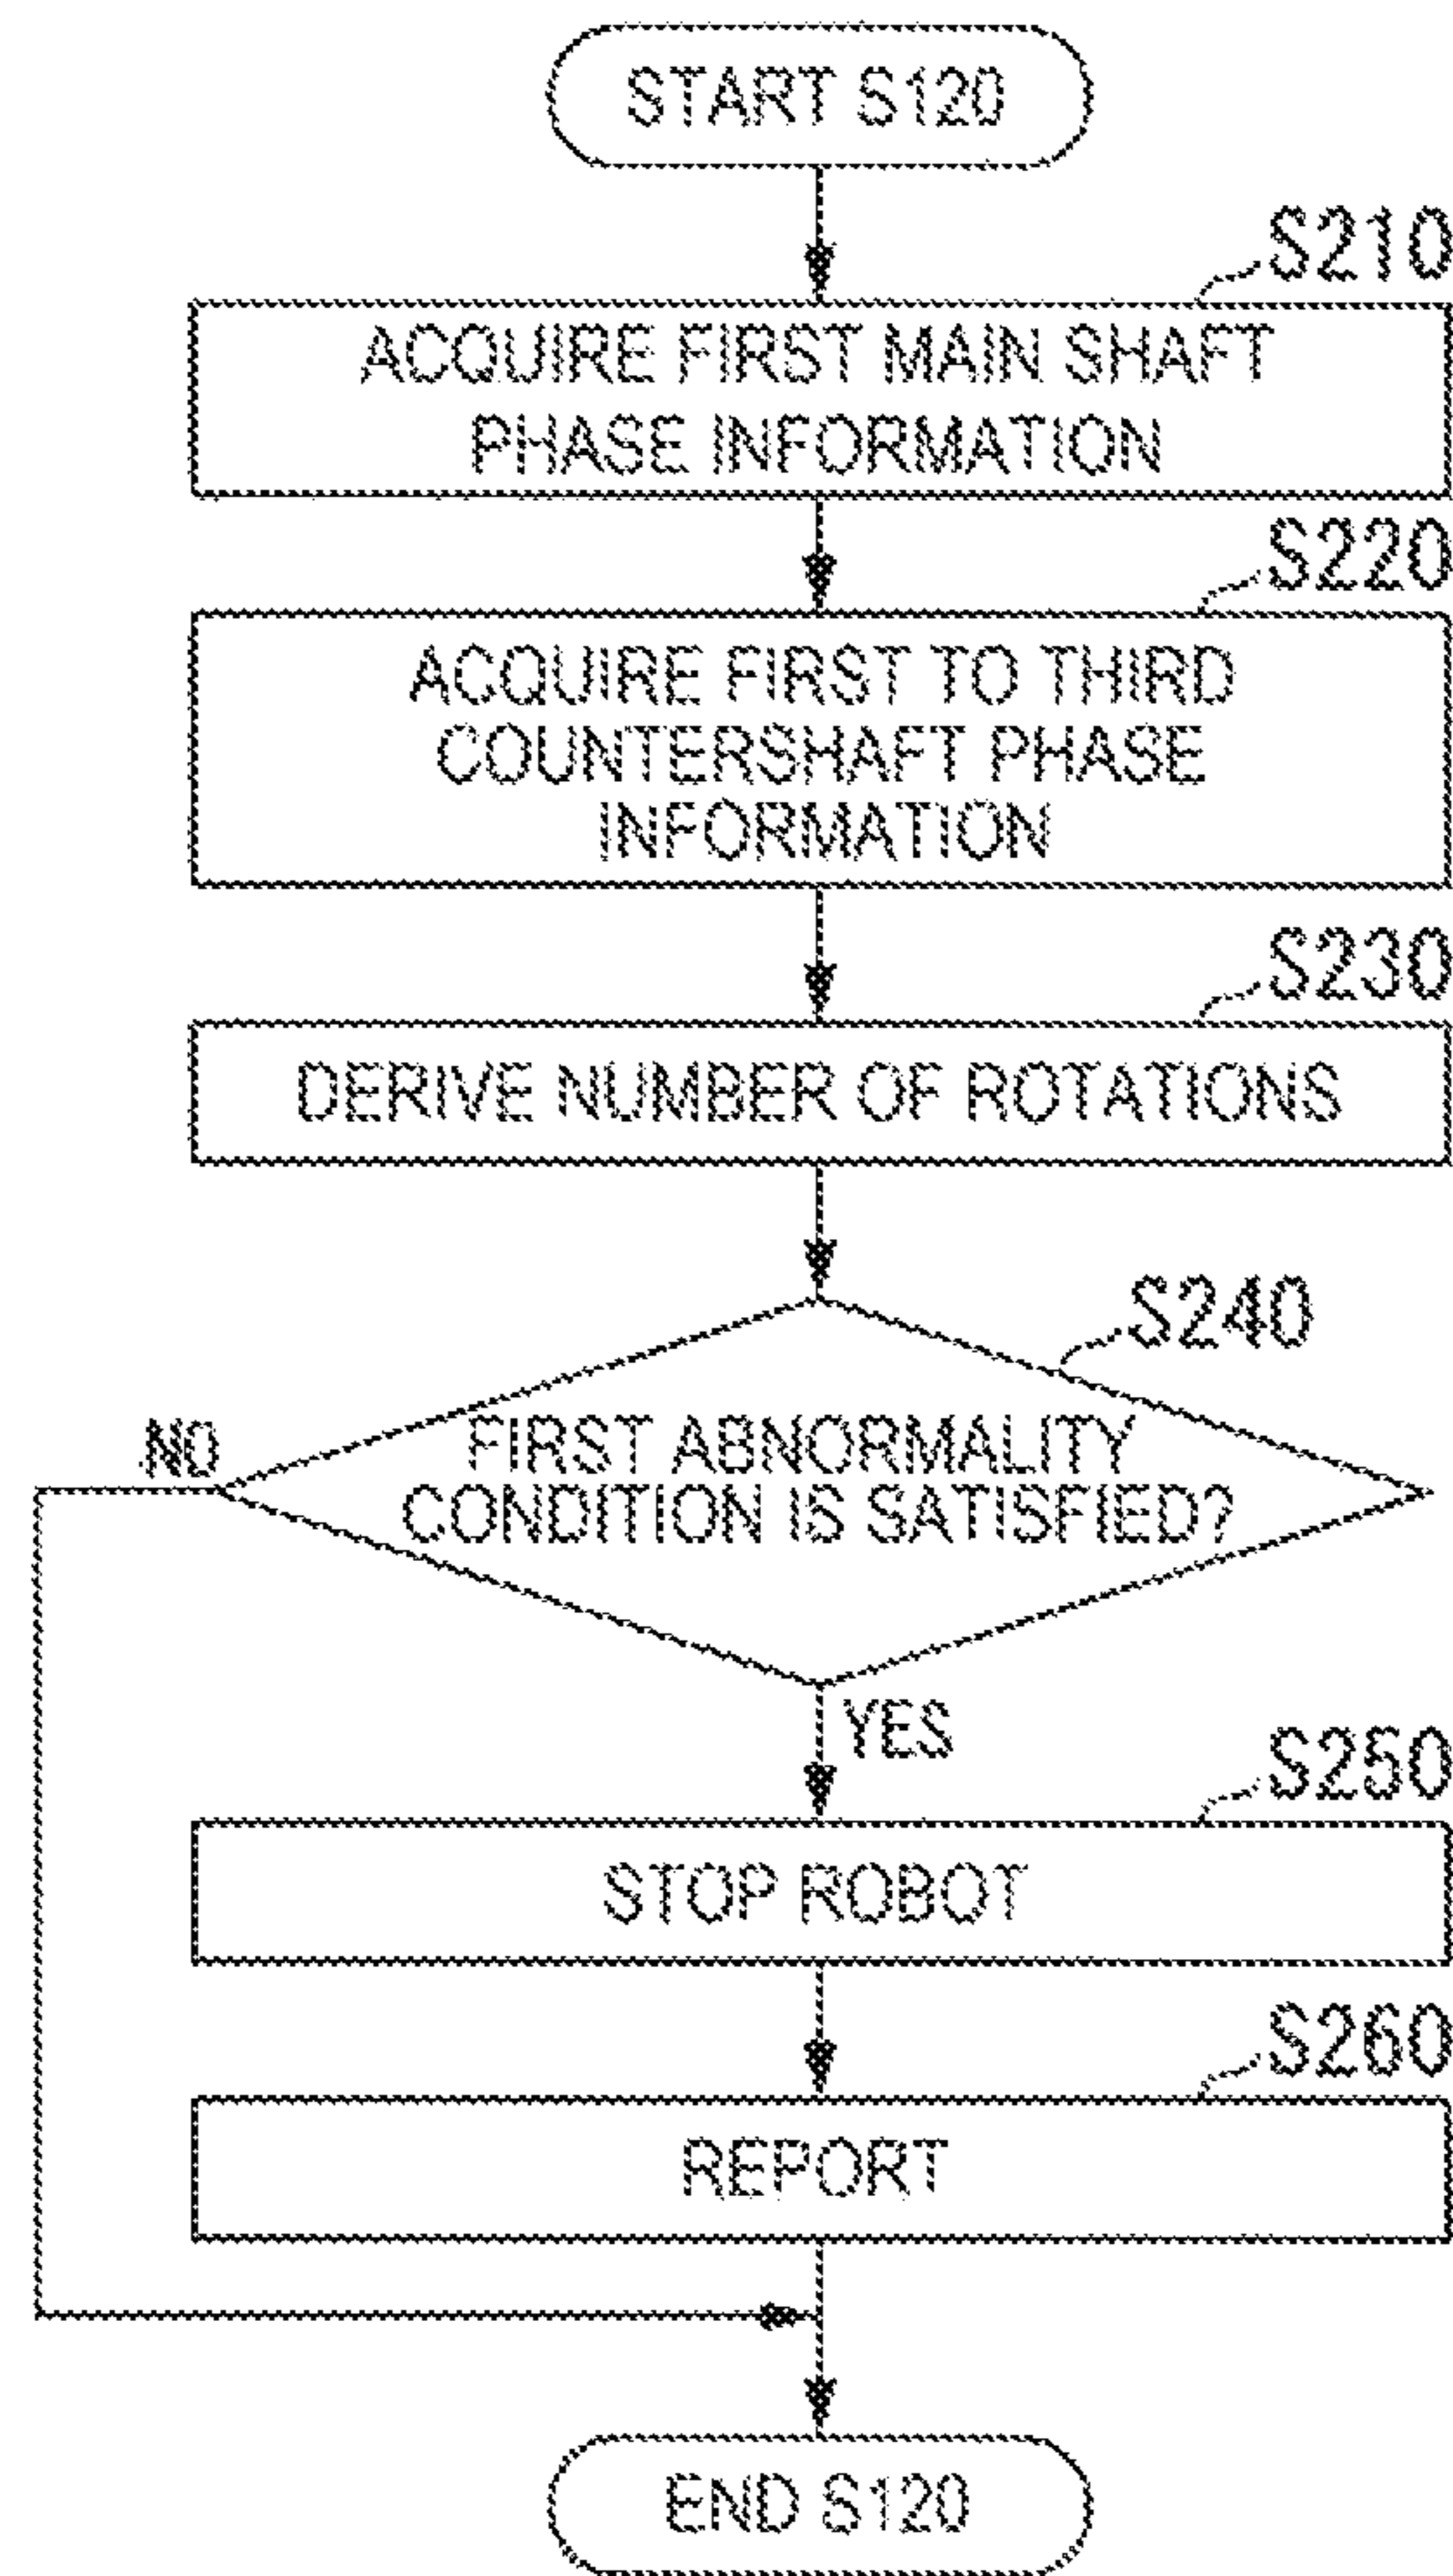 START S120
S210
ACQUIRE FIRST MAIN SHAFT
PHASE INFORMATION
S220
ACQUIRE FIRST TO THIRD
COUNTERSHAFT PHASE
INFORMATION
S230
DERIVE NUMBER OF ROTATIONS
S240
NO
FIRST ABNORMALITY
CONDITION IS SATISFIED?
YES
S250
STOP ROBOT
S260
REPORT
END S120